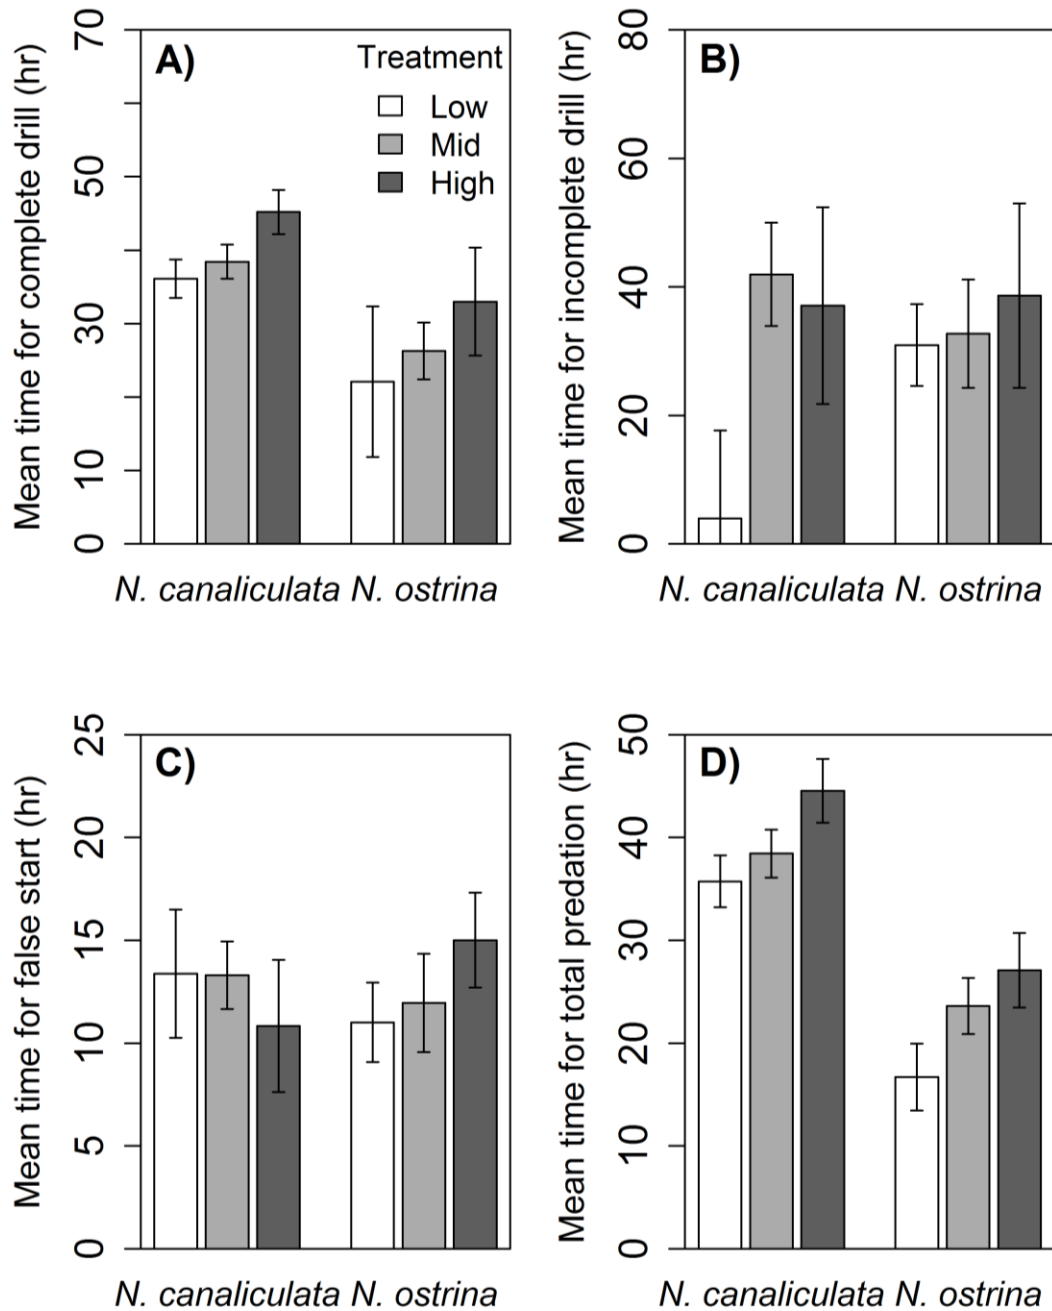 Mean time for complete drill (hr)
70
50
30
10
0
A)
Treatment
Low
Mid
High
N. canaliculata N. ostrina
Mean time for incomplete drill (hr)
80
60
40
20
0
B)
N. canaliculata N. ostrina
Mean time for false start (hr)
25
20
15
10
5
0
C)
N. canaliculata N. ostrina
Mean time for total predation (hr)
50
40
30
20
10
0
D)
N. canaliculata N. ostrina